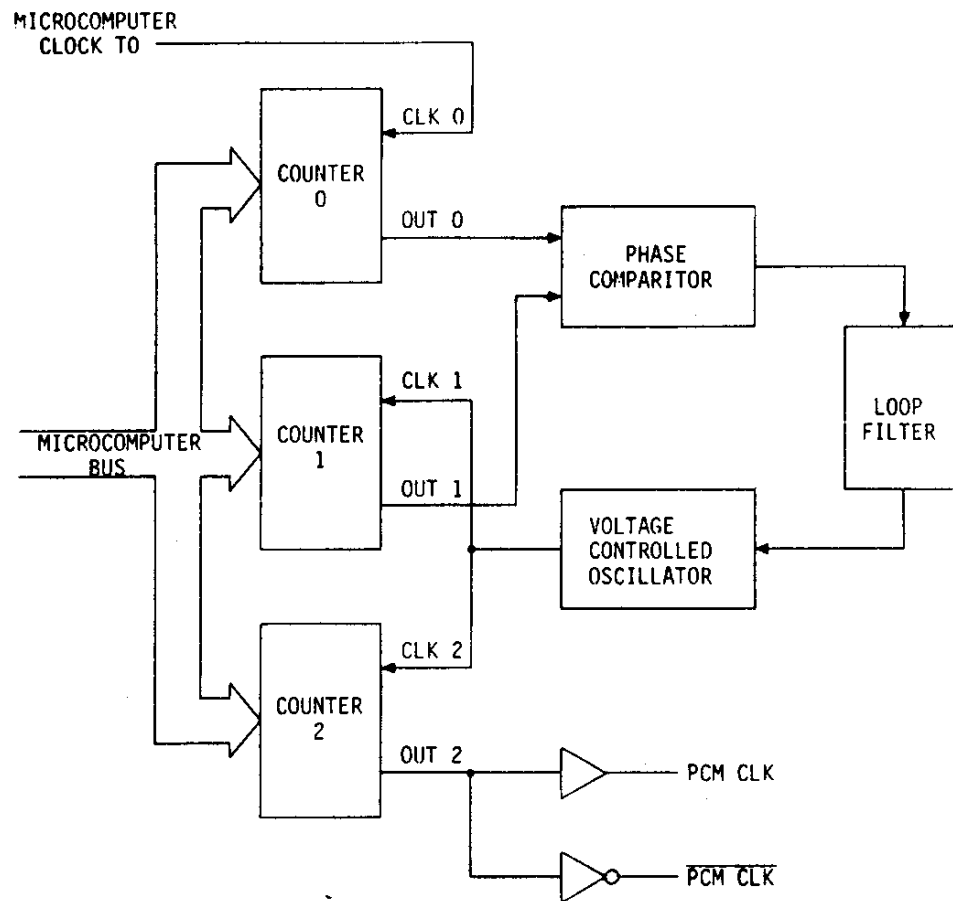 MICROCOMPUTER
CLOCK TO
CLK 0
COUNTER
0
OUT 0
PHASE
COMPARITOR
CLK 1
COUNTER
1
OUT 1
LOOP
FILTER
MICROCOMPUTER
BUS
VOLTAGE
CONTROLLED
OSCILLATOR
CLK 2
COUNTER
2
OUT 2
PCM CLK
PCM CLK